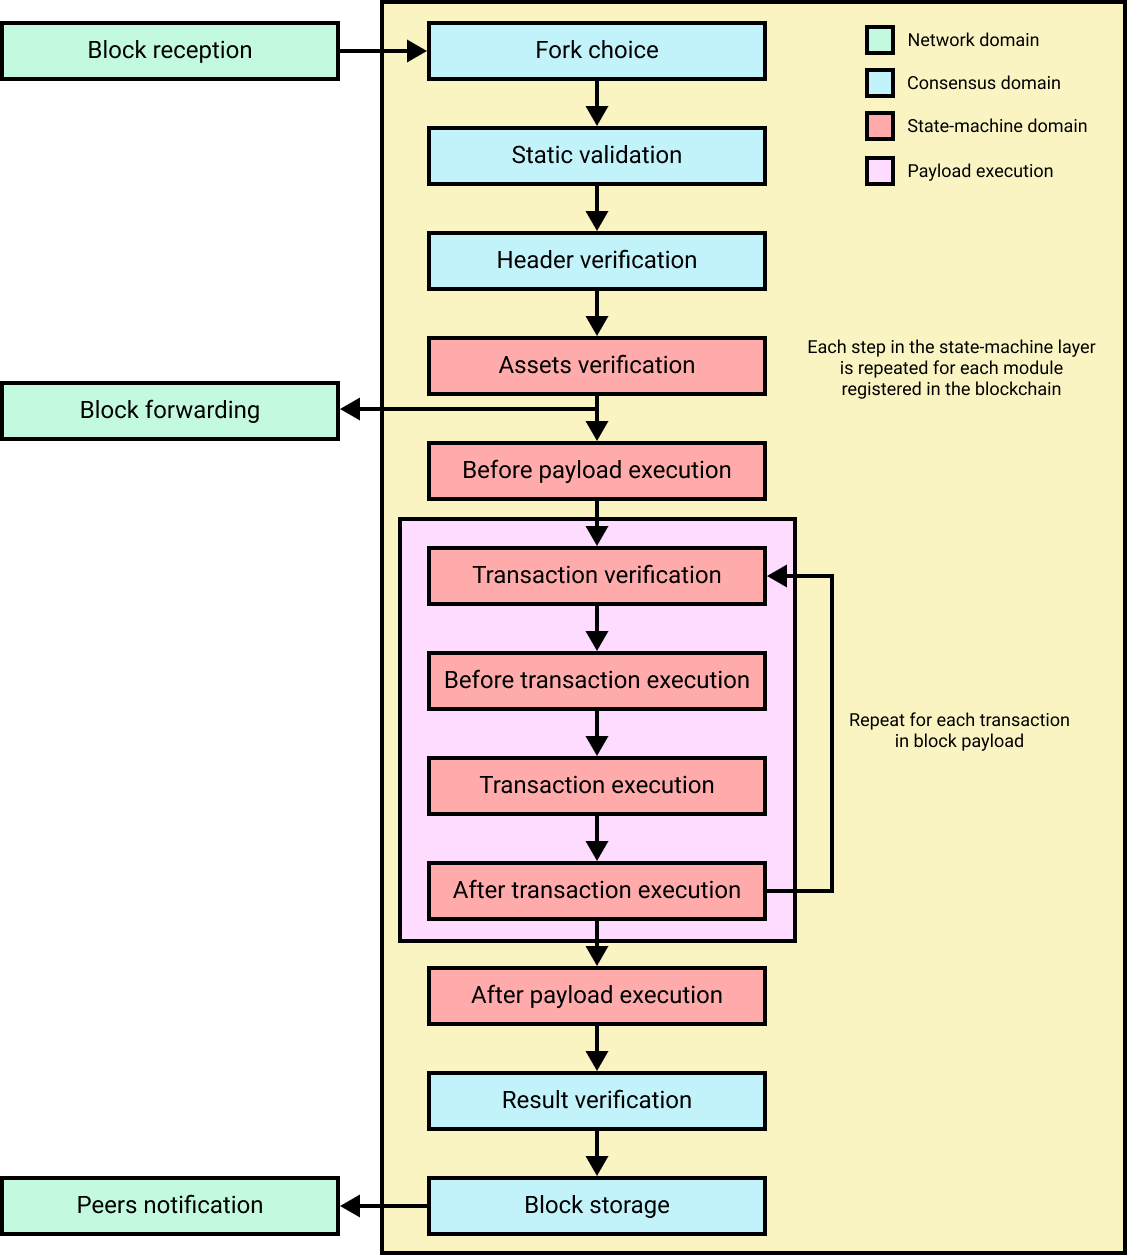 Block reception
Fork choice
Network domain
Consensus domain
State-machine domain
Payload execution
Static validation
Header verification
Assets verification
Each step in the state-machine layer
is repeated for each module
registered in the blockchain
Block forwarding
Before payload execution
Transaction verification
Before transaction execution
Repeat for each transaction
in block payload
Transaction execution
After transaction execution
After payload execution
Result verification
Peers notification
Block storage